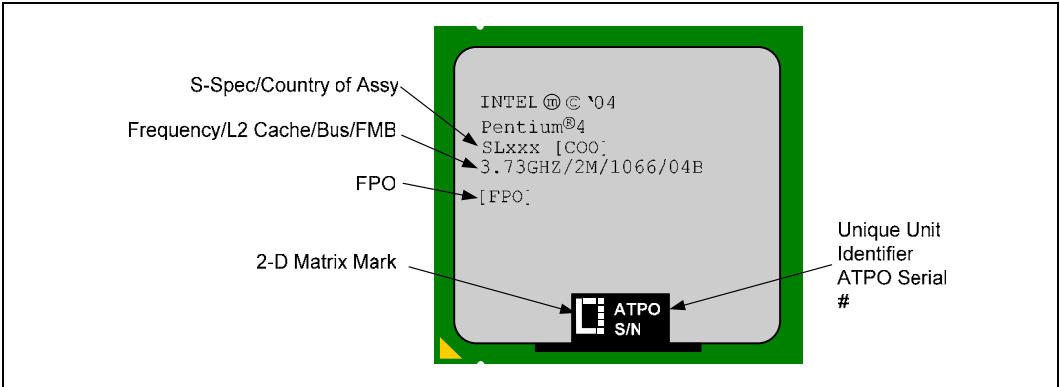 S-Spec/Country of Assy
Frequency/L2 Cache/Bus/FMB
FPO
2-D Matrix Mark
INTEL ⓜ © `04
Pentium®4
SLxxx [COO]
3.73GHZ/2M/1066/04B
[FPO]
ATPO
S/N
Unique Unit
Identifier
ATPO Serial
#